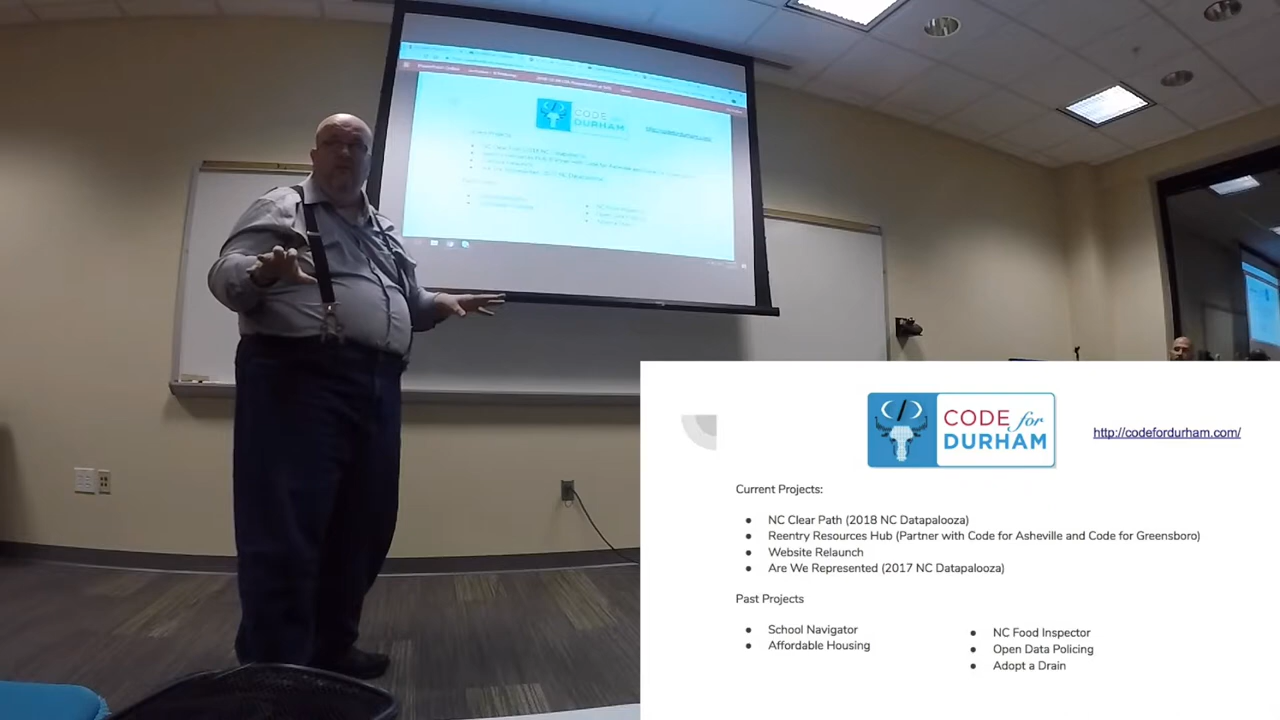 CODE
DURHAM
CODE for
DURHAM
http://codefordurham.com/
Current Projects:
NC Clear Path (2018 NC Datapalooza)
Reentry Resources Hub (Partner with Code for Asheville and Code for Greensboro)
Website Relaunch
Are We Represented (2017 NC Datapalooza)
Past Projects
School Navigator
Affordable Housing
NC Food Inspector
Open Data Policing
Adopt a Drain